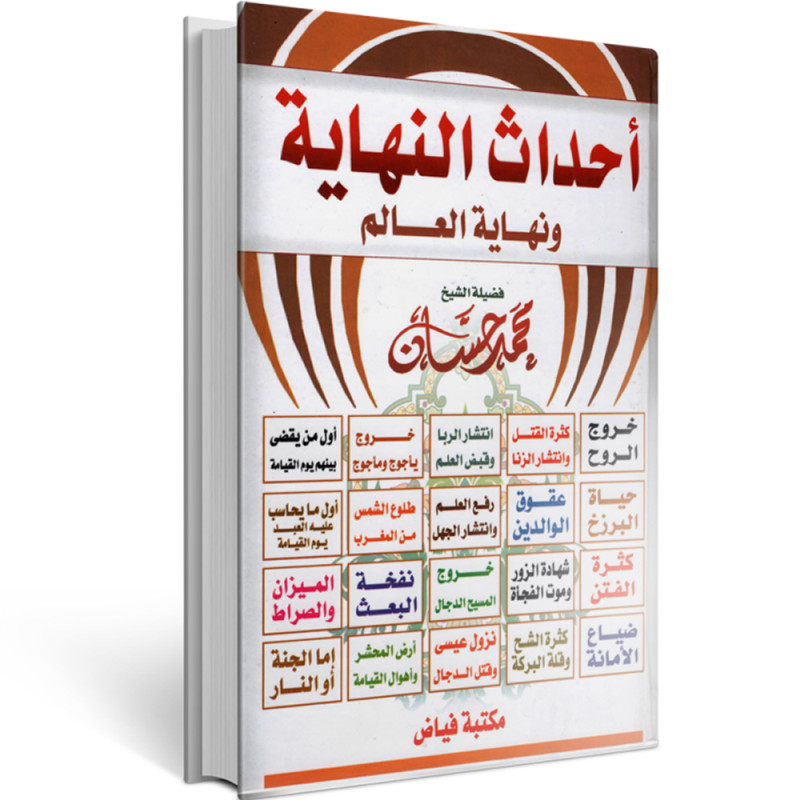 أحداث النهاية
ونهاية العالم
فضيلة الشيخ
محمد حسان
خروج
الروح
كثرة القتل
وانتشار الزنا
انتشار الربا
وقبض العلم
خروج
يأجوج ومأجوج
أول من يقضى
بينهم يوم القيامة
حياة
البرزخ
عقوق
الوالدين
رفع العلم
وانتشار الجهل
طلوع الشمس
من المغرب
أول ما يحاسب
عليه العبد
يوم القيامة
كثرة
الفتن
شهادة الزور
وموت الفجأة
خروج
المسيح الدجال
نفخة
البعث
الميزان
والصراط
ضياع
الأمانة
كثرة الشح
وقلة البركة
نزول عيسى
وقتل الدجال
أرض المحشر
وأهوال القيامة
إما الجنة
أو النار
مكتبة فياض